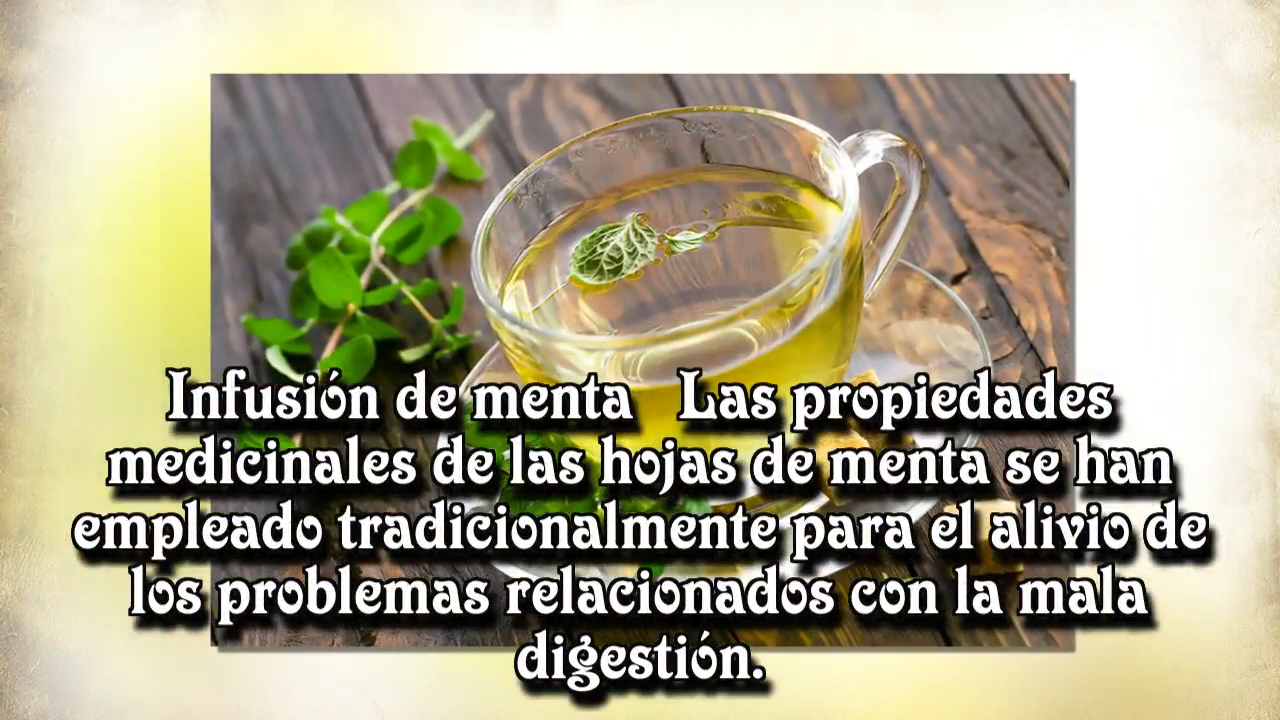 Infusión de menta Las propiedades
medicinales de las hojas de menta se han
empleado tradicionalmente para el alivio de
los problemas relacionados con la mala
digestión.